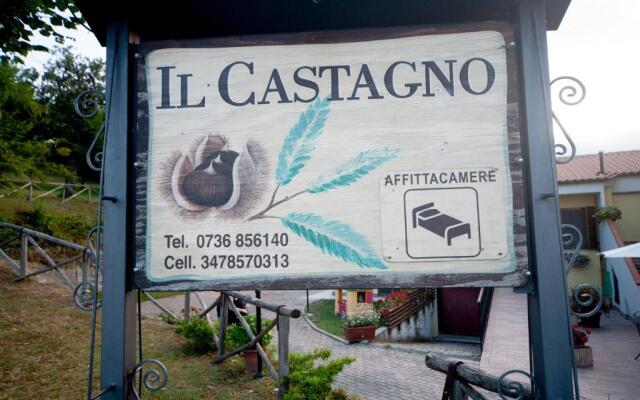 IL CASTAGNO
AFFITTACAMERE
Tel. 0736 856140
Cell. 3478570313